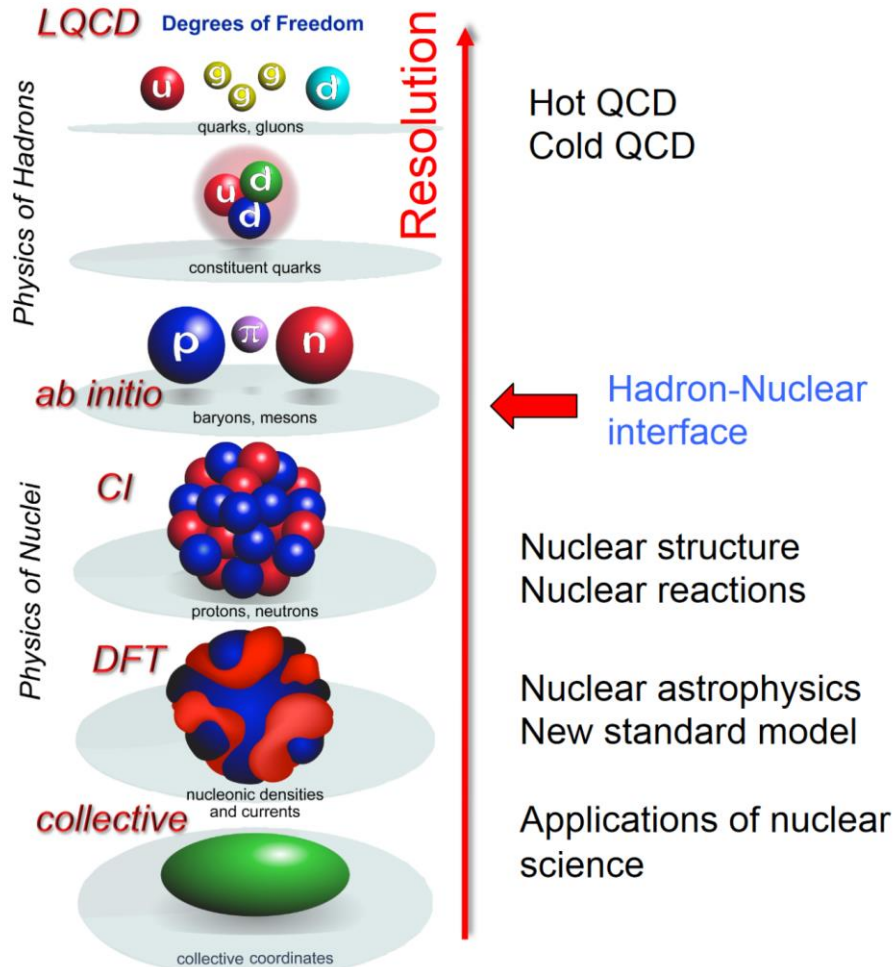 LQCD Degrees of Freedom
u g g g d
quarks, gluons
u d d
constituent quarks
p π n
ab initio
baryons, mesons
CI
protons, neutrons
DFT
nucleonic densities
and currents
collective
collective coordinates
Physics of Hadrons
Physics of Nuclei
Resolution
Hot QCD
Cold QCD
Hadron-Nuclear
interface
Nuclear structure
Nuclear reactions
Nuclear astrophysics
New standard model
Applications of nuclear
science